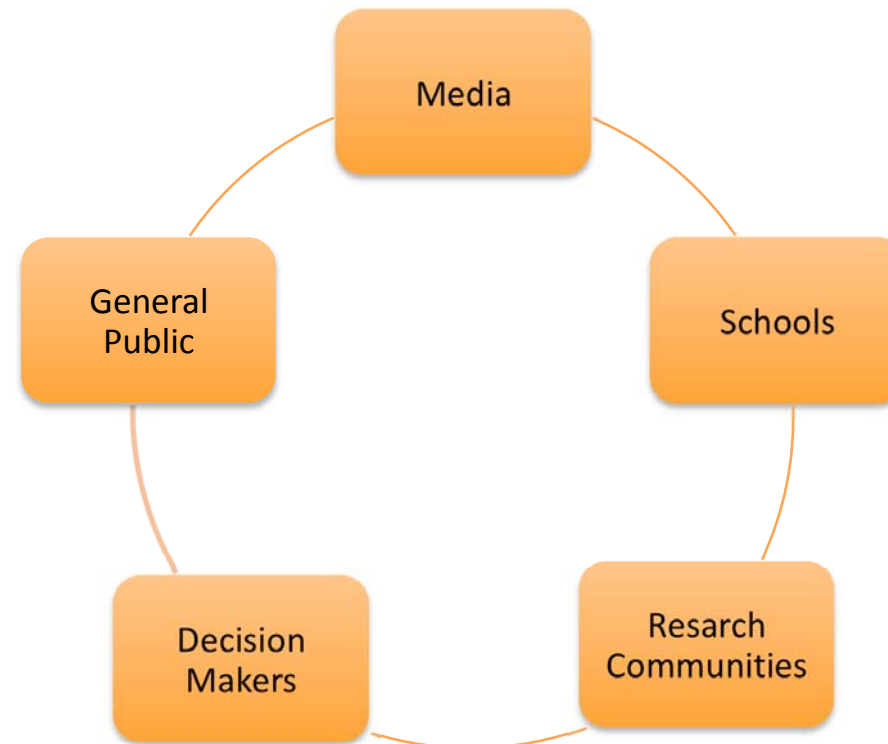 Media
General
Public
Schools
Decision
Makers
Resarch
Communities